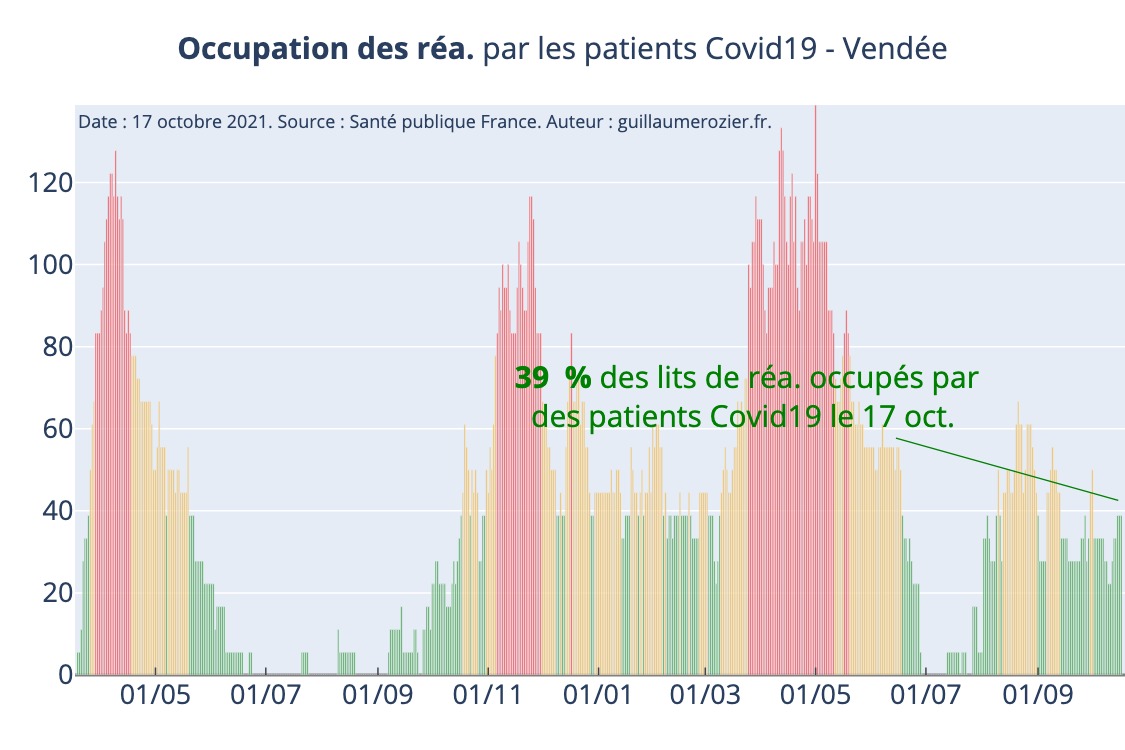 Occupation des réa. par les patients Covid19 - Vendée
Date : 17 octobre 2021. Source : Santé publique France. Auteur : guillaumerozier.fr.
120
100
80
60
40
20
0
39 % des lits de réa. occupés par
des patients Covid19 le 17 oct.
01/05 01/07 01/09 01/11 01/01 01/03 01/05 01/07 01/09